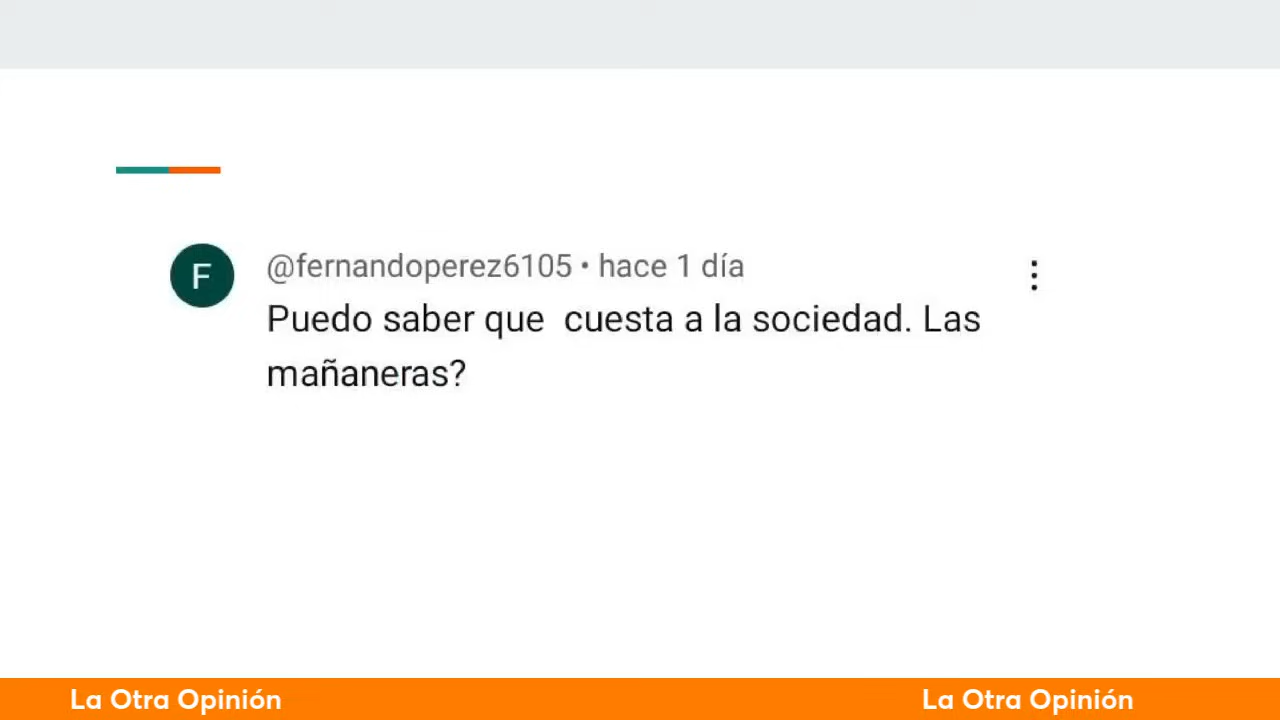 F
@fernandoperez6105 • hace 1 día
Puedo saber que  cuesta a la sociedad. Las
mañaneras?
La Otra Opinión
La Otra Opinión